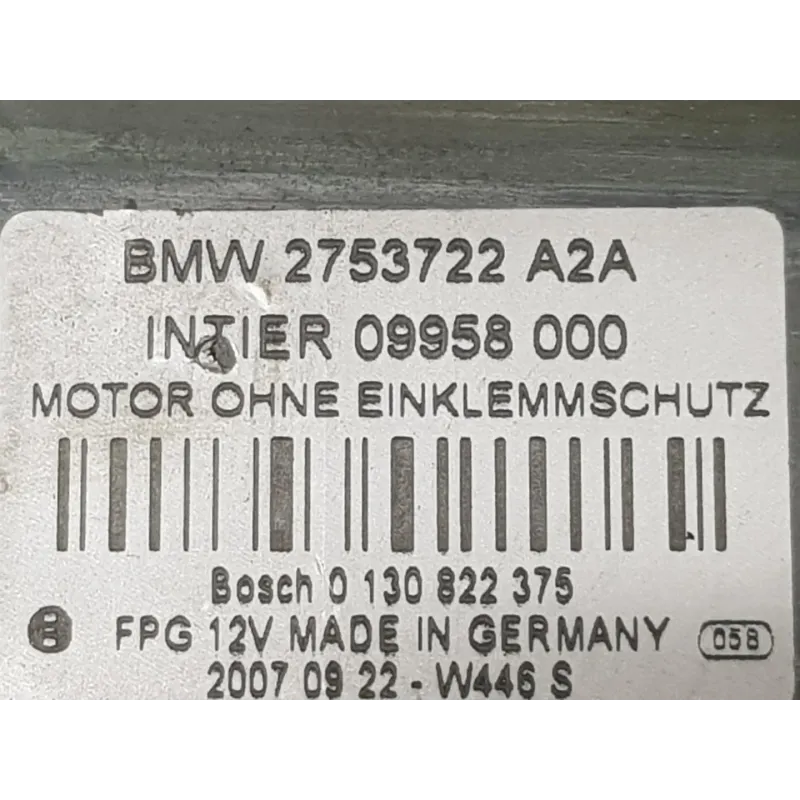 BMW 2753722 A2A
INTIER 09958 000
MOTOR OHNE EINKLEMMSCHUTZ
Bosch 0 130 822 375
FPG 12V MADE IN GERMANY 058
2007 09 22 - W446 S